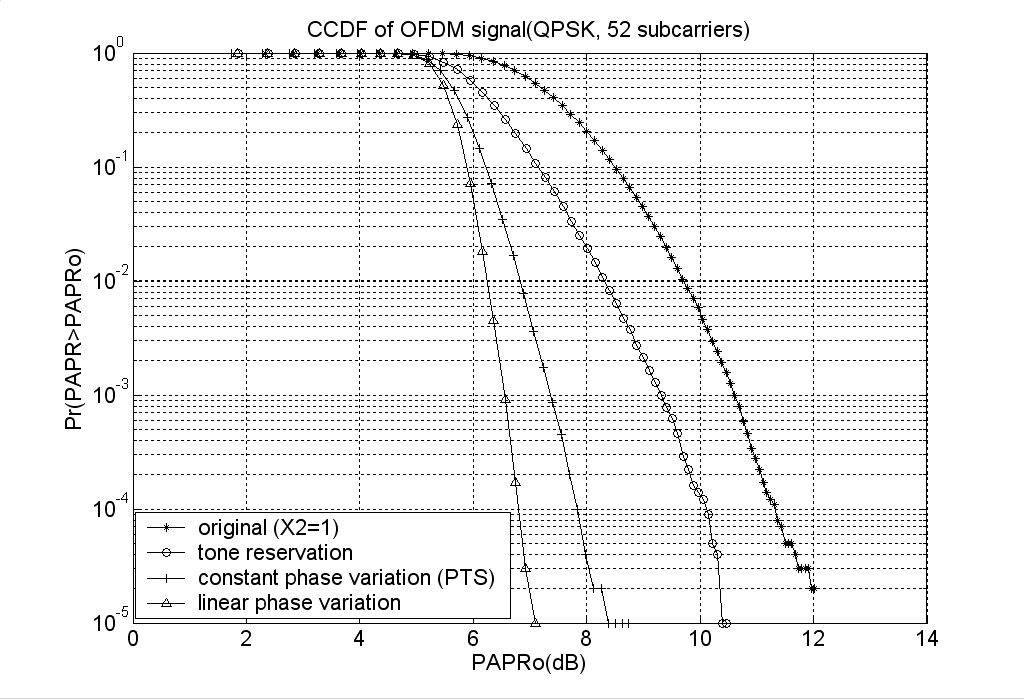 CCDF of OFDM signal(QPSK, 52 subcarriers)
10^0
10^-1
10^-2
10^-3
10^-4
10^-5
Pr(PAPR>PAPRo)
original (X2=1)
tone reservation
constant phase variation (PTS)
linear phase variation
0 2 4 6 8 10 12 14
PAPRo(dB)